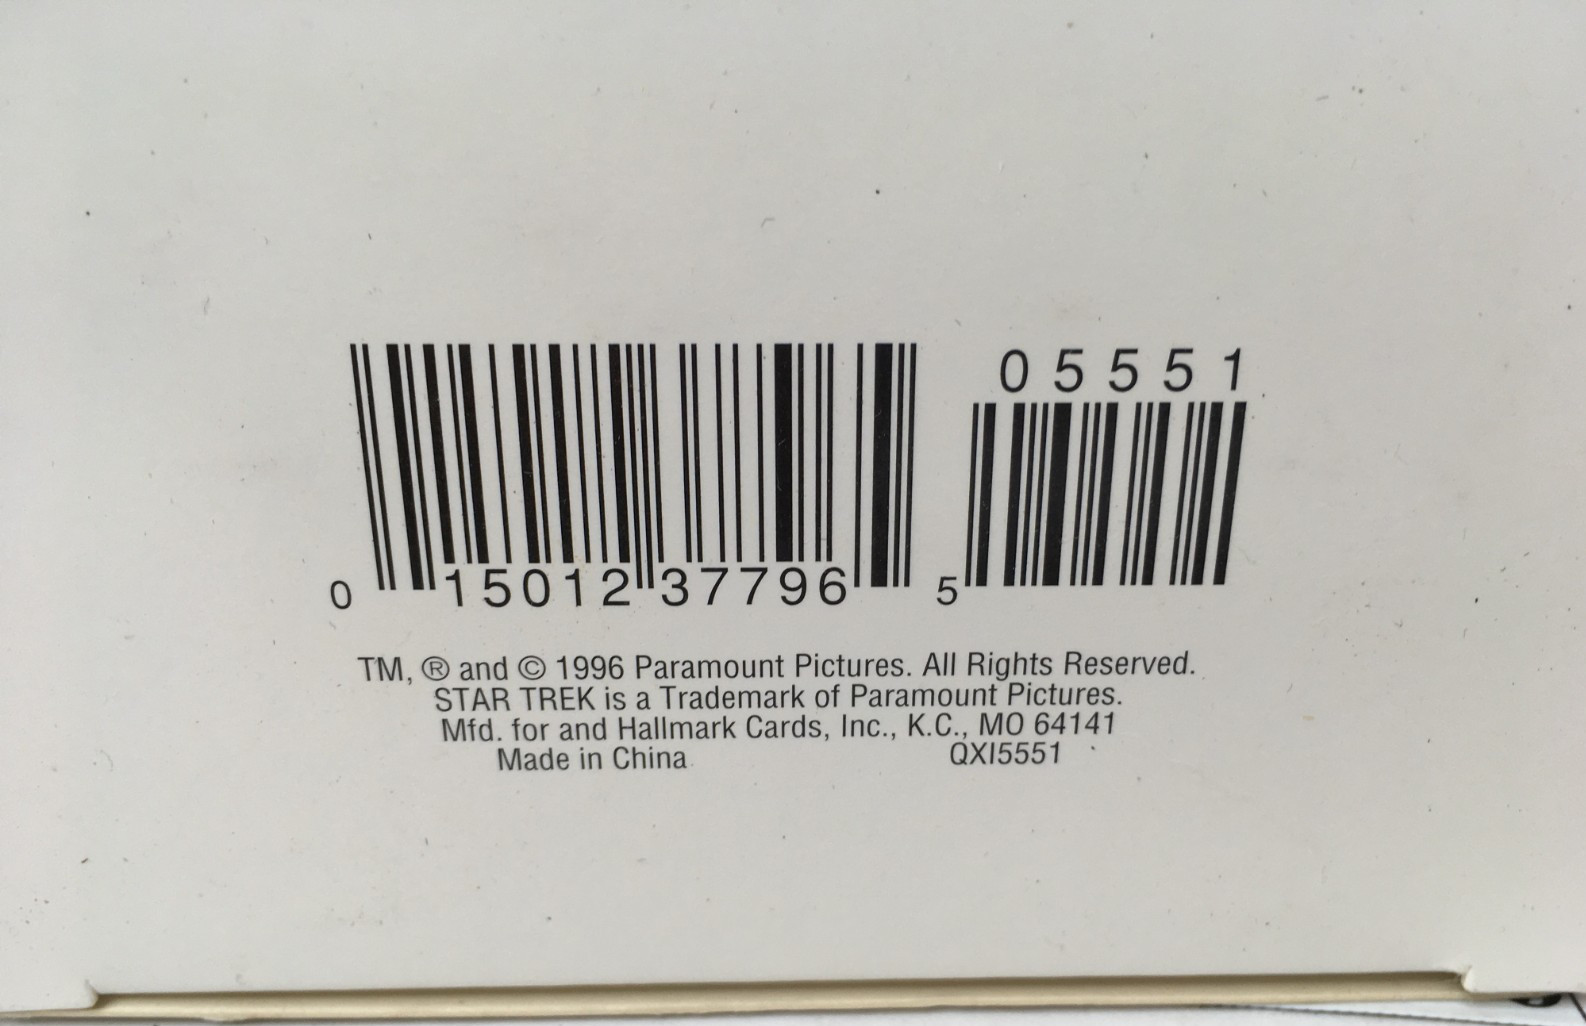 05551
0 15012 37796 5
TM, ® and © 1996 Paramount Pictures. All Rights Reserved.
STAR TREK is a Trademark of Paramount Pictures.
Mfd. for and Hallmark Cards, Inc., K.C., MO 64141
Made in China QXI5551